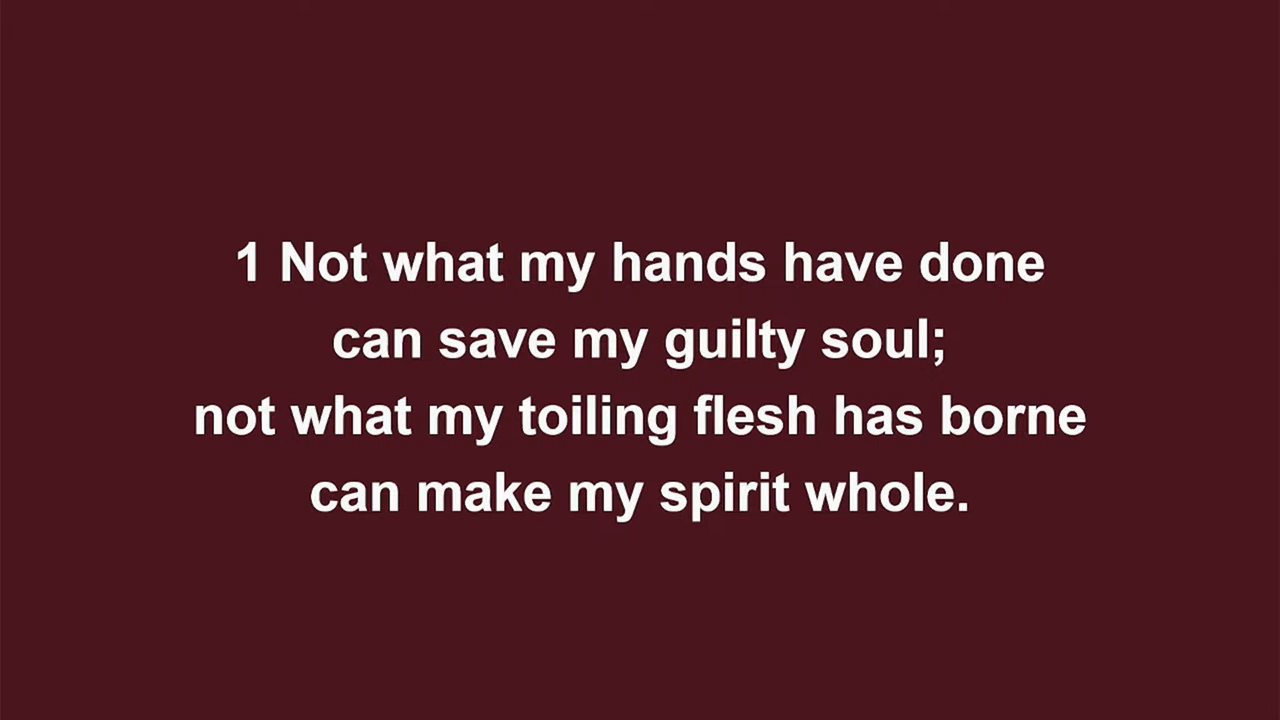 1 Not what my hands have done
can save my guilty soul;
not what my toiling flesh has borne
can make my spirit whole.